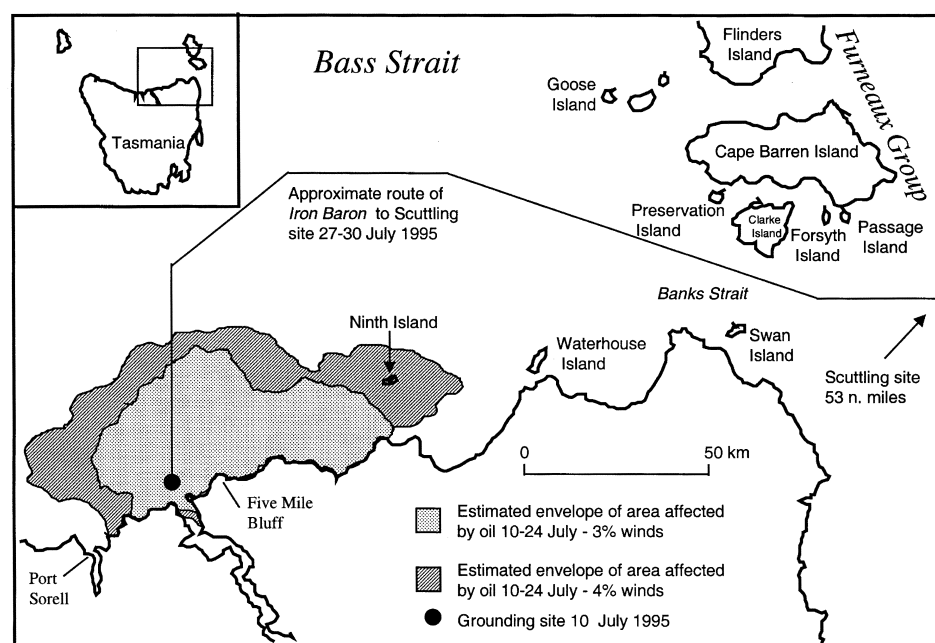 Tasmania
Bass Strait
Flinders
Island
Furneaux Group
Goose
Island
Cape Barren Island
Preservation
Island
Clarke
Island
Forsyth
Island
Passage
Island
Approximate route of
Iron Baron to Scuttling
site 27-30 July 1995
Banks Strait
Ninth Island
Waterhouse
Island
Swan
Island
Scuttling site
53 n. miles
0
50 km
Five Mile
Bluff
Port
Sorell
Estimated envelope of area affected
by oil 10-24 July - 3% winds
Estimated envelope of area affected
by oil 10-24 July - 4% winds
Grounding site 10 July 1995